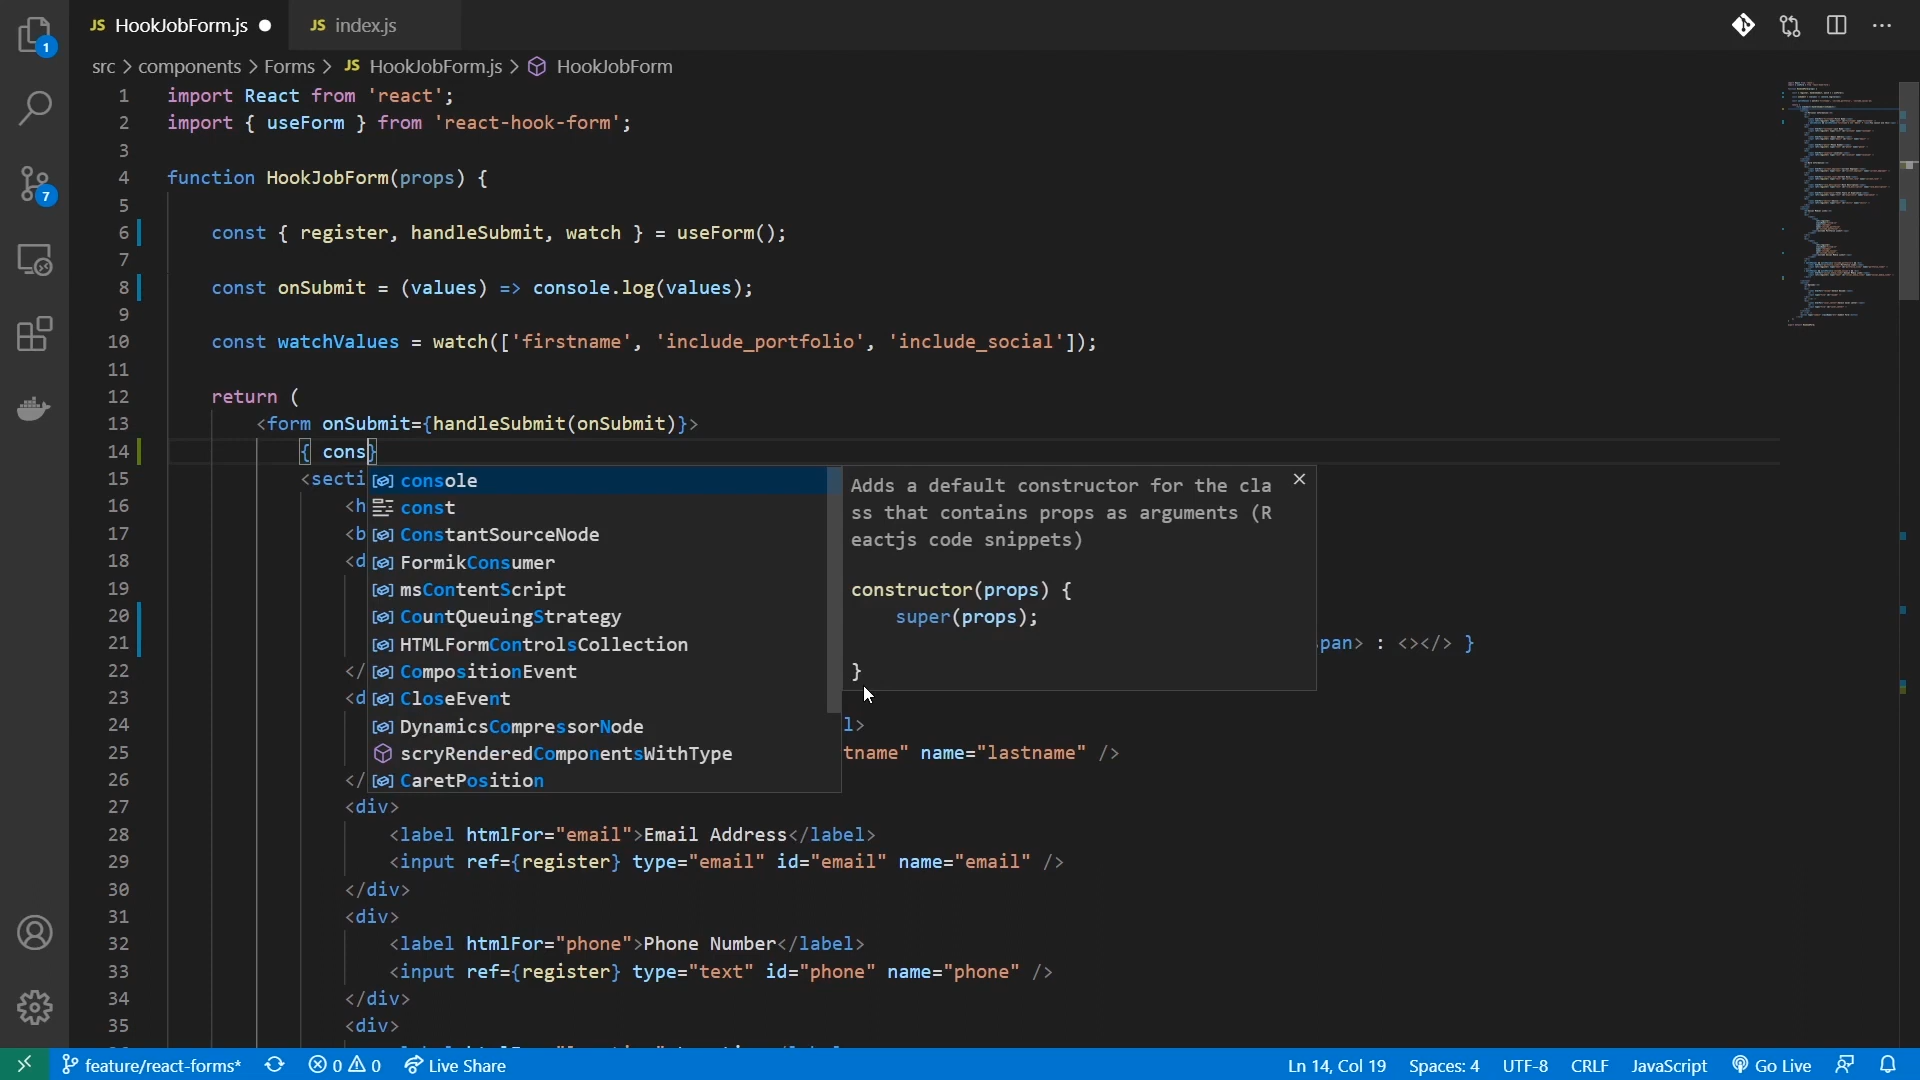 JS HookJobForm.js ● JS index.js
src > components > Forms > JS HookJobForm.js > HookJobForm
1
1 import React from 'react';
2 import { useForm } from 'react-hook-form';
3
4 function HookJobForm(props) {
7
5
6 const { register, handleSubmit, watch } = useForm();
7
8 const onSubmit = (values) => console.log(values);
9
10 const watchValues = watch(['firstname', 'include_portfolio', 'include_social']);
11
12 return (
13 <form onSubmit={handleSubmit(onSubmit)}>
14 { cons}
15 <secti console
16 <h const
17 <b ConstantSourceNode
18 <d FormikConsumer
19 msContentScript
20 CountQueuingStrategy
21 HTMLFormControlsCollection pan> : <></> }
22 </ CompositionEvent
23 <d CloseEvent
24 DynamicsCompressorNode l>
25 scryRenderedComponentsWithType tname" name="lastname" />
26 </ CaretPosition
Adds a default constructor for the cla
ss that contains props as arguments (R
eactjs code snippets)
constructor(props) {
super(props);
}
27 <div>
28 <label htmlFor="email">Email Address</label>
29 <input ref={register} type="email" id="email" name="email" />
30 </div>
31 <div>
32 <label htmlFor="phone">Phone Number</label>
33 <input ref={register} type="text" id="phone" name="phone" />
34 </div>
35 <div>
feature/react-forms* 0 0 Live Share Ln 14, Col 19 Spaces: 4 UTF-8 CRLF JavaScript Go Live